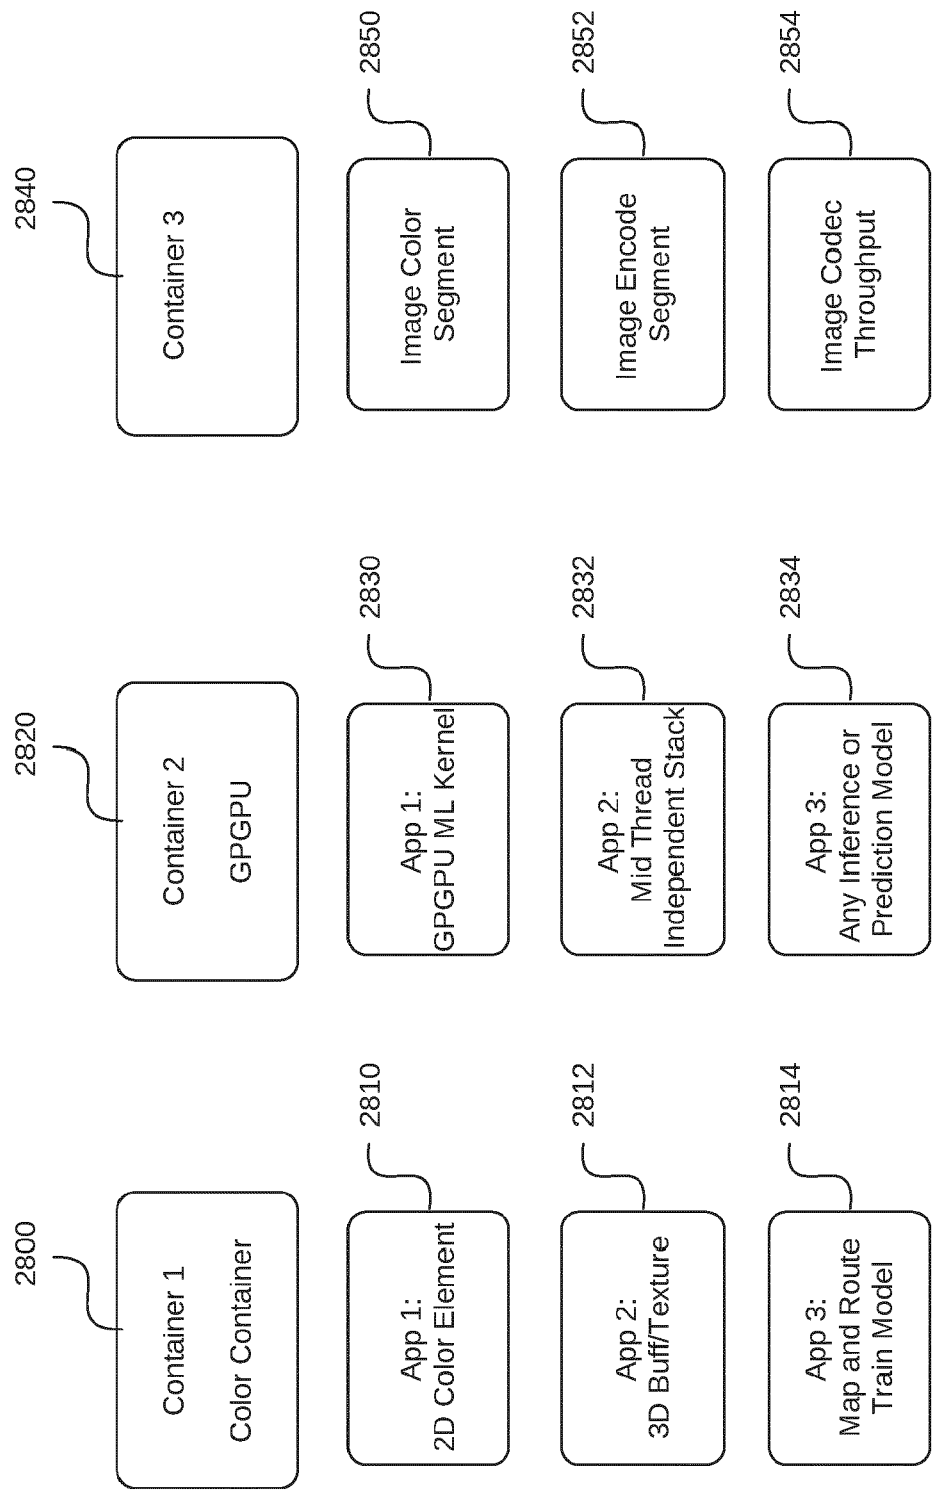 2800
Container 1
Color Container
2810
App 1:
2D Color Element
2812
App 2:
3D Buff/Texture
2814
App 3:
Map and Route
Train Model
2820
Container 2
GPGPU
2830
App 1:
GPGPU ML Kernel
2832
App 2:
Mid Thread
Independent Stack
2834
App 3:
Any Inference or
Prediction Model
2840
Container 3
2850
Image Color
Segment
2852
Image Encode
Segment
2854
Image Codec
Throughput